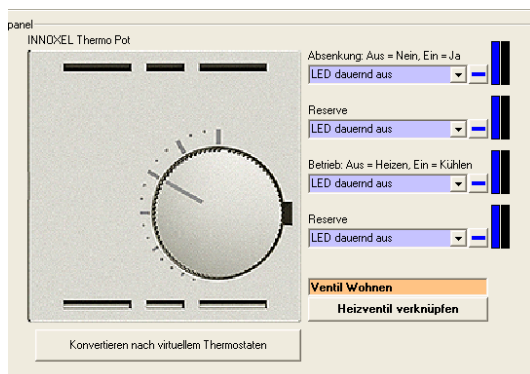 panel
INNOXEL Thermo Pot
Absenkung: Aus = Nein, Ein = Ja
LED dauernd aus
Reserve
LED dauernd aus
Betrieb: Aus = Heizen, Ein = Kühlen
LED dauernd aus
Reserve
LED dauernd aus
Ventil Wohnen
Heizventil verknüpfen
Konvertieren nach virtuellem Thermostaten